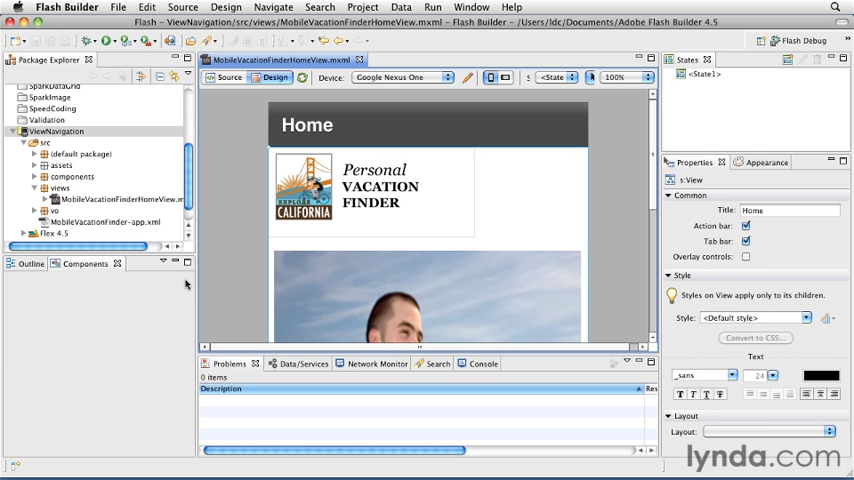 Flash Builder File Edit Source Design Navigate Search Project Data Run Window Help
Flash - ViewNavigation/src/views/MobileVacationFinderHomeView.mxml - Flash Builder - /Users/ldc/Documents/Adobe Flash Builder 4.5
Flash Debug
Package Explorer
SparkDataGrid
SparkImage
SpeedCoding
Validation
ViewNavigation
src
(default package)
assets
components
views
MobileVacationFinderHomeView.m
vo
MobileVacationFinder-app.xml
Flex 4.5
Outline Components
MobileVacationFinderHomeView.mxml
Source Design Device: Google Nexus One S <State 100%
Home
EXPLORE
CALIFORNIA
Personal
VACATION
FINDER
Problems Data/Services Network Monitor Search Console
0 items
Description Res
States
<State1>
Properties Appearance
s:View
Common
Title: Home
Action bar:
Tab bar:
Overlay controls:
Style
Styles on View apply only to its children.
Style: <Default style>
Convert to CSS...
Text
_sans 24
T T T T
Layout
Layout:
lynda.com